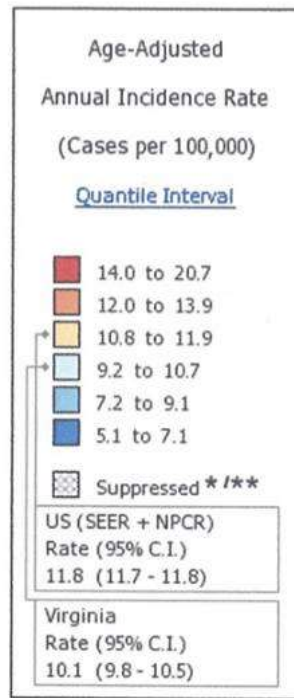 Age-Adjusted
Annual Incidence Rate
(Cases per 100,000)
Quantile Interval
14.0 to 20.7
12.0 to 13.9
10.8 to 11.9
9.2 to 10.7
7.2 to 9.1
5.1 to 7.1
Suppressed */**
US (SEER + NPCR)
Rate (95% C.I.)
11.8 (11.7 - 11.8)
Virginia
Rate (95% C.I.)
10.1 (9.8 - 10.5)